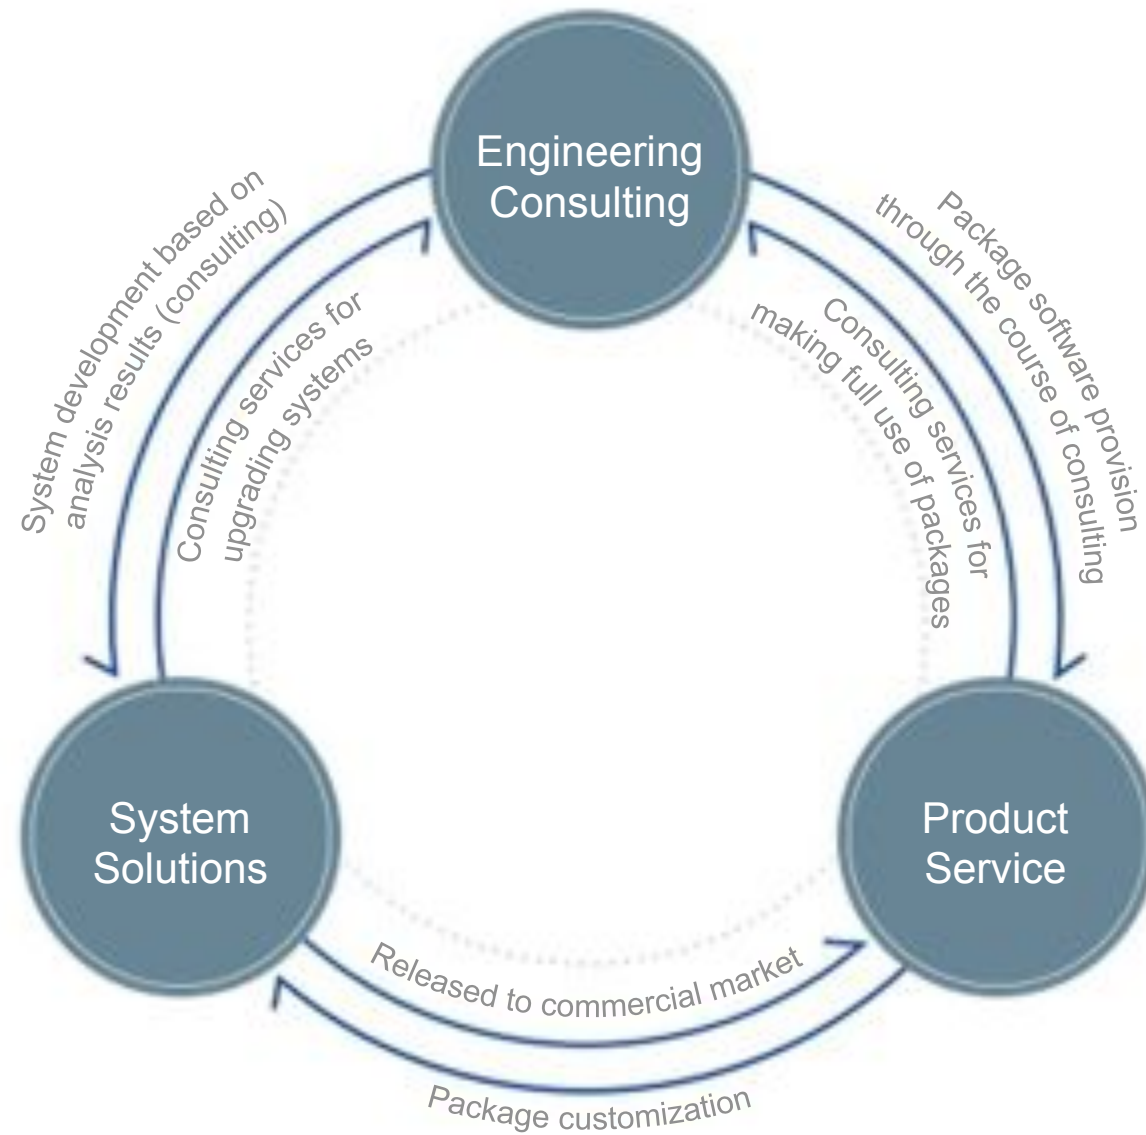 Engineering
Consulting
System development based on
analysis results (consulting)
Consulting services for
upgrading systems
Package software provision
through the course of consulting
Consulting services for
making full use of packages
System
Solutions
Product
Service
Released to commercial market
Package customization